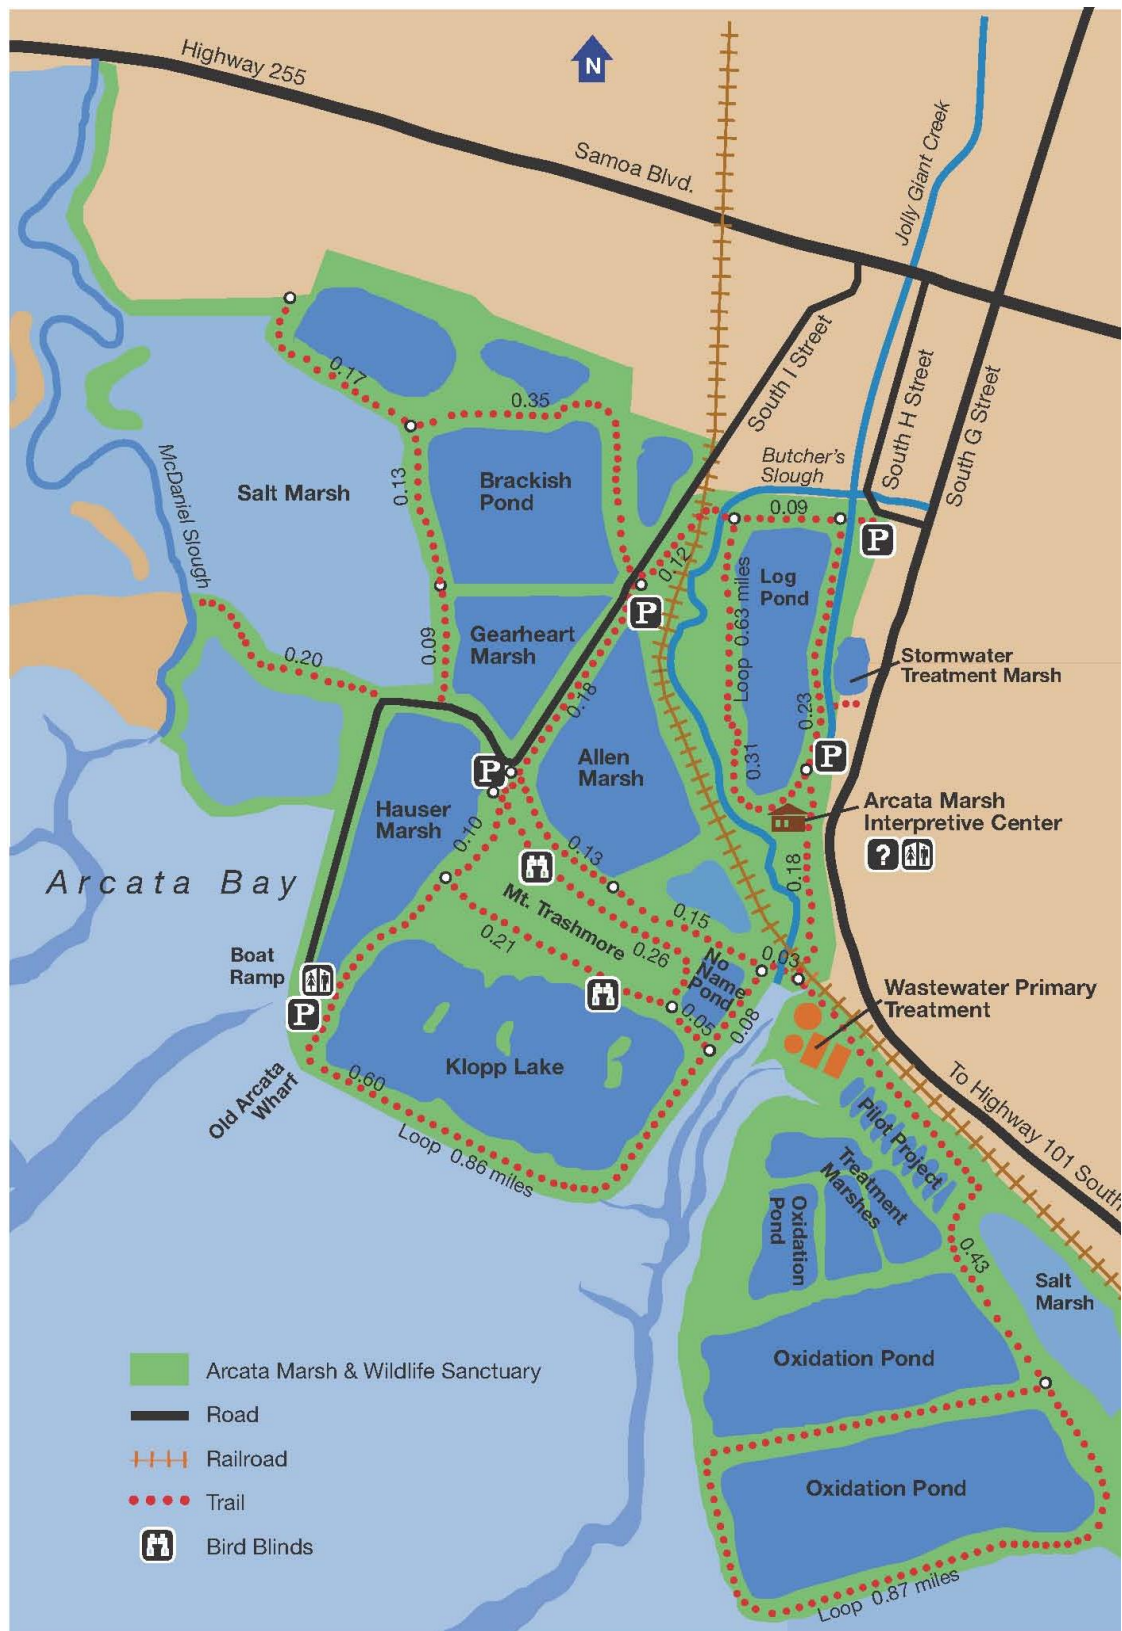 Highway 255
N
Samoa Blvd.
Jolly Giant Creek
South I Street
South H Street
South G Street
Butcher's
Slough
0.17
0.35
0.13
McDaniel Slough
Salt Marsh
Brackish
Pond
0.09
P
0.12
Log
Pond
Loop 0.63 miles
P
Gearheart
Marsh
0.09
0.20
0.18
Stormwater
Treatment Marsh
0.23
0.31
P
P
Allen
Marsh
Hauser
Marsh
0.10
0.13
Arcata Marsh
Interpretive Center
?
0.18
Arcata Bay
Mt. Trashmore
0.15
0.21
0.26
No
Name
Pond
0.03
Boat
Ramp
P
0.05
0.08
Wastewater Primary
Treatment
Klopp Lake
Old Arcata
Wharf
0.60
Loop 0.86 miles
To Highway 101 South
Pilot Project
Treatment
Marshes
Oxidation
Pond
0.43
Salt
Marsh
Oxidation Pond
Oxidation Pond
Loop 0.87 miles
Arcata Marsh & Wildlife Sanctuary
Road
Railroad
Trail
Bird Blinds